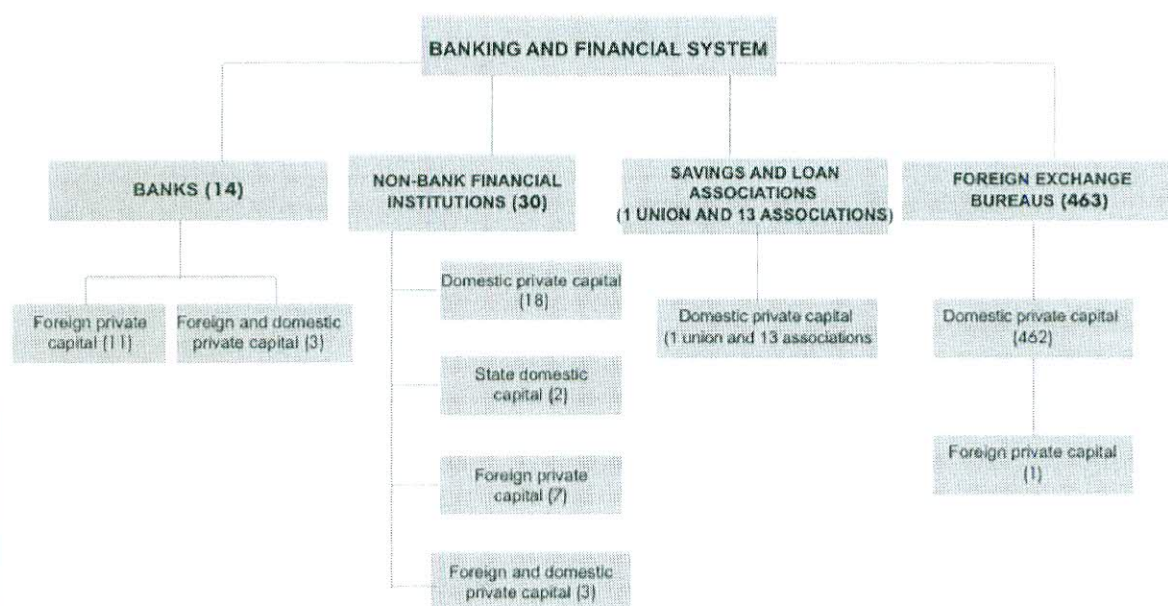 BANKING AND FINANCIAL SYSTEM
BANKS (14)
Foreign private
capital (11)
Foreign and domestic
private capital (3)
NON-BANK FINANCIAL
INSTITUTIONS (30)
Domestic private capital
(18)
State domestic
capital (2)
Foreign private
capital (7)
Foreign and domestic
private capital (3)
SAVINGS AND LOAN
ASSOCIATIONS
(1 UNION AND 13 ASSOCIATIONS)
Domestic private capital
(1 union and 13 associations
FOREIGN EXCHANGE
BUREAUS (463)
Domestic private capital
(462)
Foreign private capital
(1)